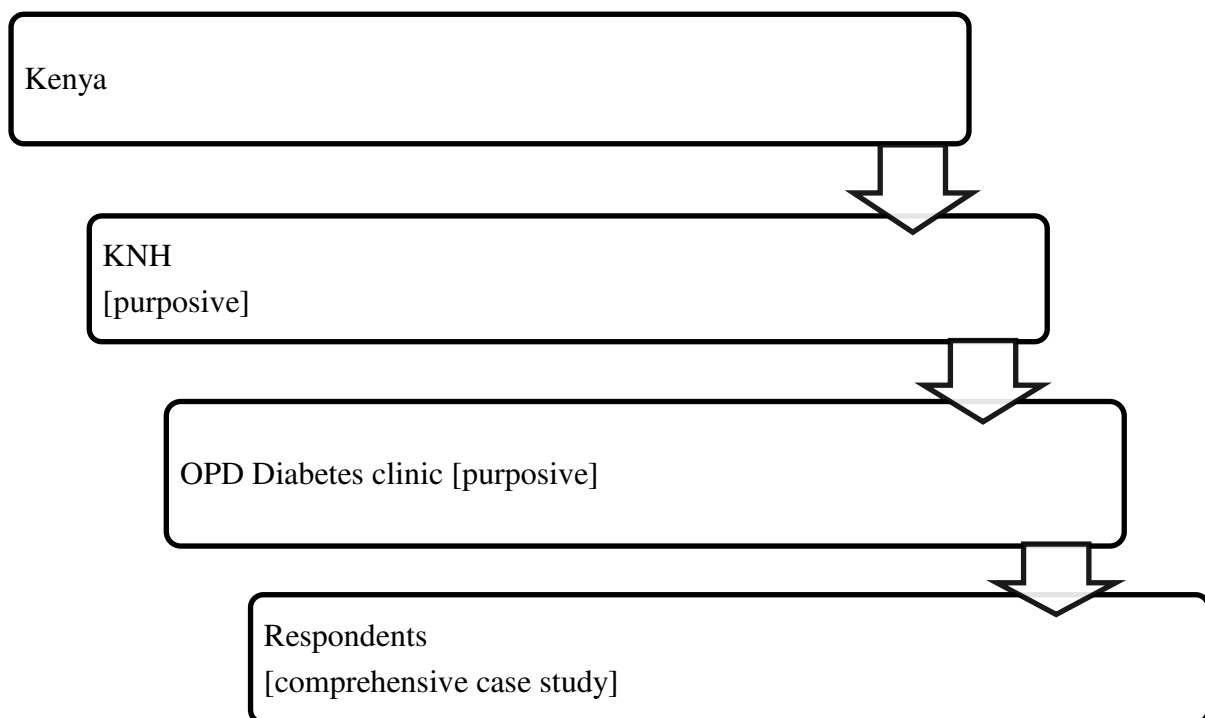 Kenya
KNH
[purposive]
OPD Diabetes clinic [purposive]
Respondents
[comprehensive case study]